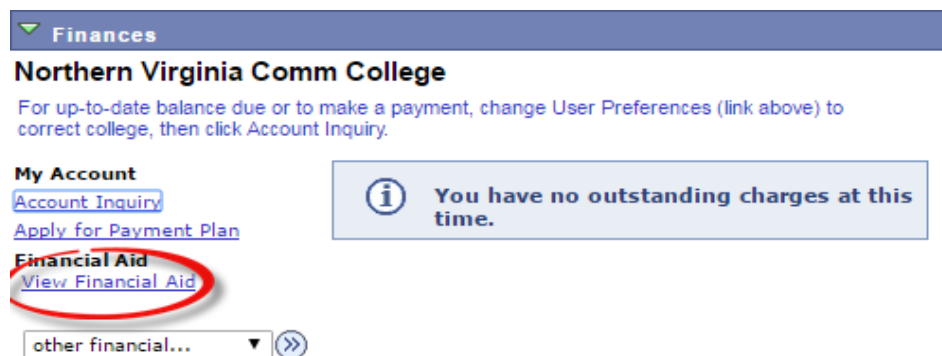 Finances
Northern Virginia Comm College
For up-to-date balance due or to make a payment, change User Preferences (link above) to
correct college, then click Account Inquiry.
My Account
Account Inquiry
Apply for Payment Plan
Financial Aid
View Financial Aid
other financial...
You have no outstanding charges at this
time.